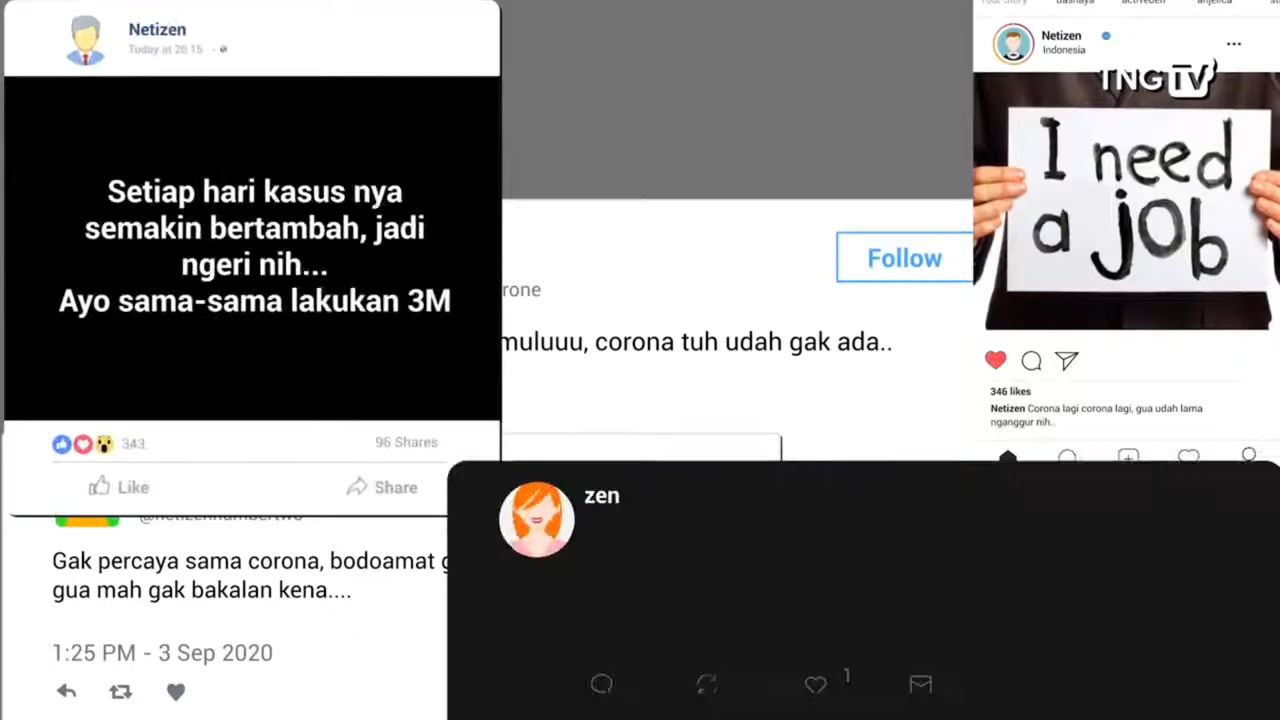 Netizen
Today at 20:15
Setiap hari kasus nya
semakin bertambah, jadi
ngeri nih...
Ayo sama-sama lakukan 3M
343
96 Shares
Like
Share
Gak percaya sama corona, bodoamat
gua mah gak bakalan kena....
1:25 PM - 3 Sep 2020
Follow
muluuu, corona tuh udah gak ada..
zen
1
Netizen
Indonesia
TNGTV
I need
a job
346 likes
Netizen Corona lagi corona lagi, gua udah lama
nganggur nih..